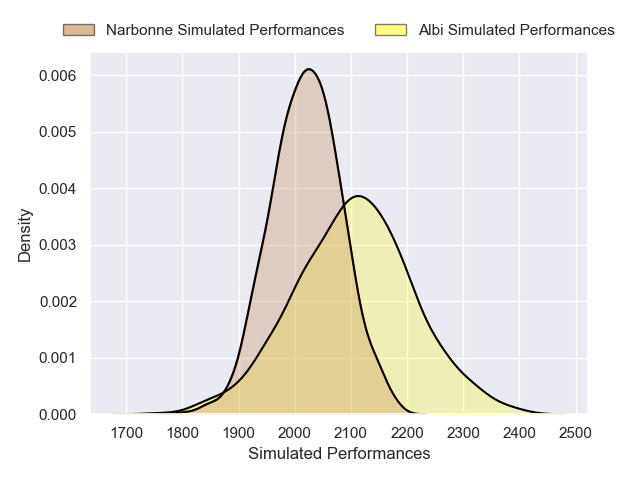 Narbonne Simulated Performances Albi Simulated Performances
0.006
0.005
0.004
0.003
0.002
0.001
0.000
Density
1700 1800 1900 2000 2100 2200 2300 2400 2500
Simulated Performances